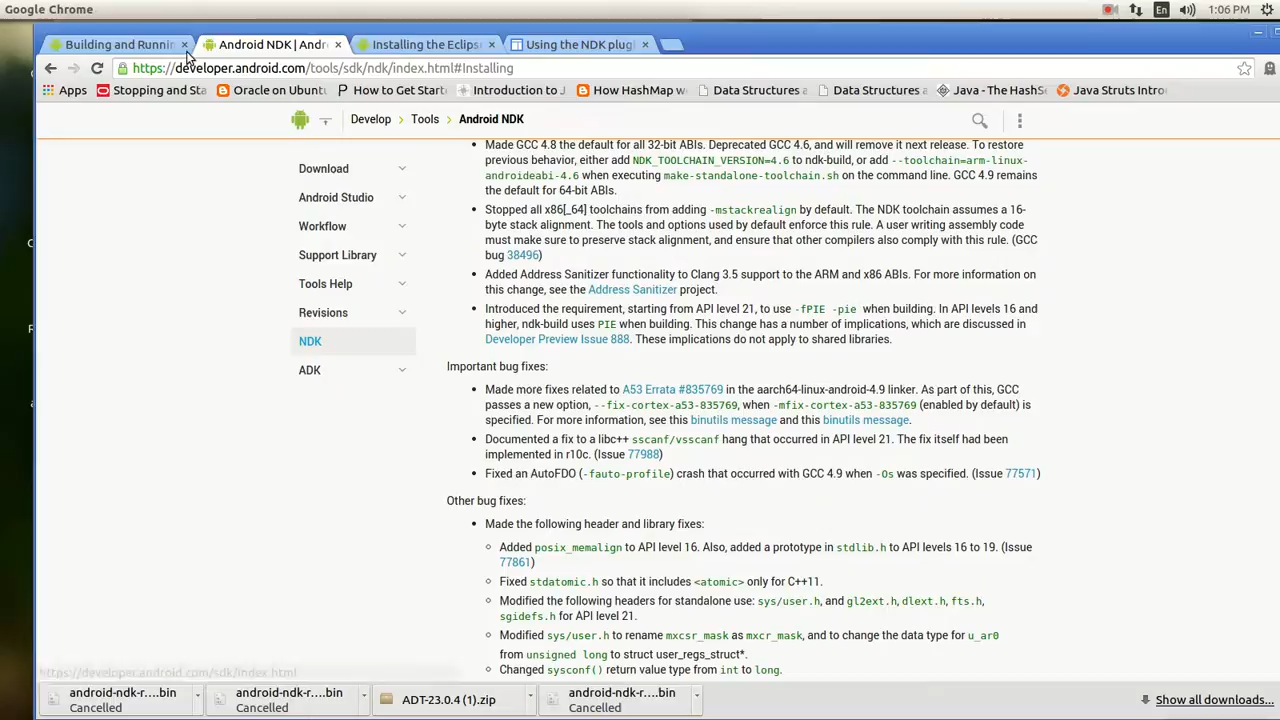 Google Chrome
En
1:06 PM
Building and Runnin
Android NDK | Andr
Installing the Eclips
Using the NDK plugi
https://developer.android.com/tools/sdk/ndk/index.html#Installing
Apps
Stopping and Sta
Oracle on Ubuntu
How to Get Starte
Introduction to J
How HashMap w
Data Structures a
Data Structures a
Java - The HashSe
Java Struts Intro
Develop
Tools
Android NDK
Download
Android Studio
Workflow
Support Library
Tools Help
Revisions
NDK
ADK
Made GCC 4.8 the default for all 32-bit ABIs. Deprecated GCC 4.6, and will remove it next release. To restore
previous behavior, either add NDK_TOOLCHAIN_VERSION=4.6 to ndk-build, or add --toolchain=arm-linux-
androideabi-4.6 when executing make-standalone-toolchain.sh on the command line. GCC 4.9 remains
the default for 64-bit ABIs.
Stopped all x86[_64] toolchains from adding -mstackrealign by default. The NDK toolchain assumes a 16-
byte stack alignment. The tools and options used by default enforce this rule. A user writing assembly code
must make sure to preserve stack alignment, and ensure that other compilers also comply with this rule. (GCC
bug 38496)
Added Address Sanitizer functionality to Clang 3.5 support to the ARM and x86 ABIs. For more information on
this change, see the Address Sanitizer project.
Introduced the requirement, starting from API level 21, to use -fPIE -pie when building. In API levels 16 and
higher, ndk-build uses PIE when building. This change has a number of implications, which are discussed in
Developer Preview Issue 888. These implications do not apply to shared libraries.
Important bug fixes:
Made more fixes related to A53 Errata #835769 in the aarch64-linux-android-4.9 linker. As part of this, GCC
passes a new option, --fix-cortex-a53-835769, when -mfix-cortex-a53-835769 (enabled by default) is
specified. For more information, see this binutils message and this binutils message.
Documented a fix to a libc++ sscanf/vsscanf hang that occurred in API level 21. The fix itself had been
implemented in r10c. (Issue 77988)
Fixed an AutoFDO (-fauto-profile) crash that occurred with GCC 4.9 when -Os was specified. (Issue 77571)
Other bug fixes:
Made the following header and library fixes:
Added posix_memalign to API level 16. Also, added a prototype in stdlib.h to API levels 16 to 19. (Issue
77861)
Fixed stdatomic.h so that it includes <atomic> only for C++11.
Modified the following headers for standalone use: sys/user.h, and gl2ext.h, dlext.h, fts.h,
sgidefs.h for API level 21.
Modified sys/user.h to rename mxcsr_mask as mxcr_mask, and to change the data type for u_ar0
from unsigned long to struct user_regs_struct*.
Changed sysconf() return value type from int to long.
https://developer.android.com/sdk/index.html
android-ndk-r....bin
Cancelled
android-ndk-r....bin
Cancelled
ADT-23.0.4 (1).zip
android-ndk-r....bin
Cancelled
Show all downloads...